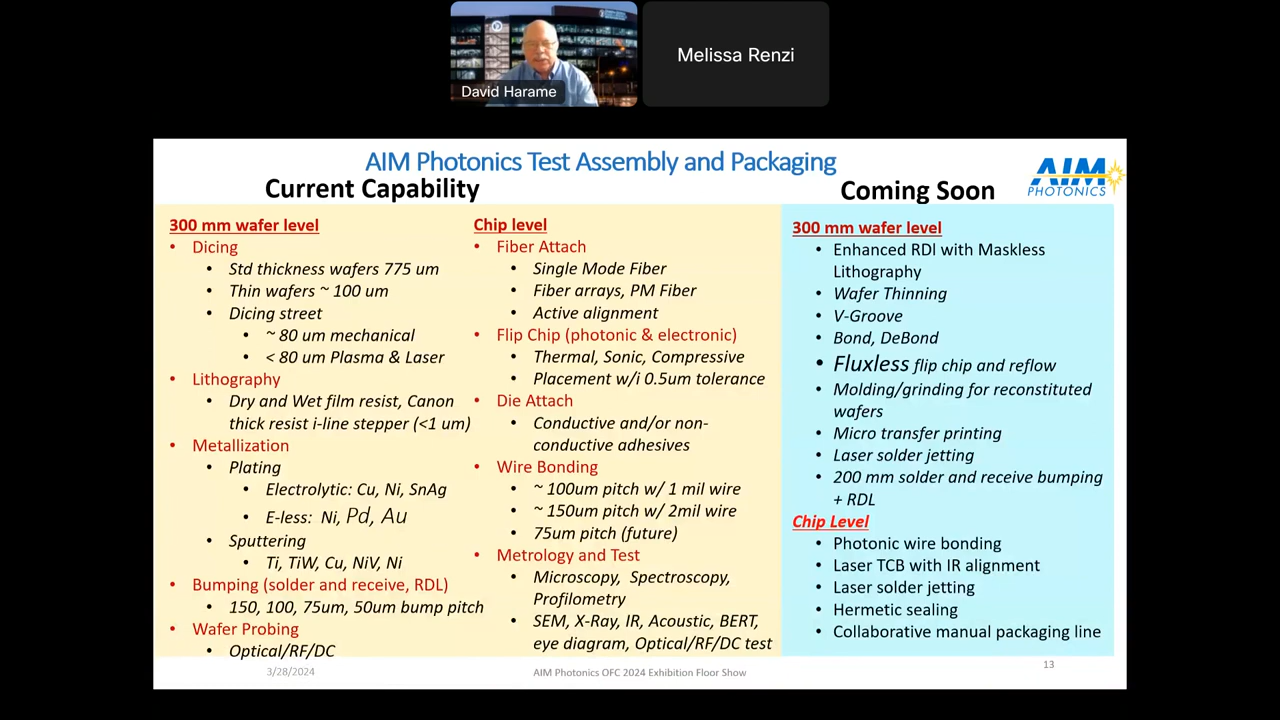 David Harame
Melissa Renzi
AIM Photonics Test Assembly and Packaging
Current Capability
Coming Soon
AIM
PHOTONICS
300 mm wafer level
• Dicing
• Std thickness wafers 775 um
• Thin wafers ~ 100 um
• Dicing street
• ~ 80 um mechanical
• < 80 um Plasma & Laser
• Lithography
• Dry and Wet film resist, Canon
thick resist i-line stepper (<1 um)
• Metallization
• Plating
• Electrolytic: Cu, Ni, SnAg
• E-less: Ni, Pd, Au
• Sputtering
• Ti, TiW, Cu, NiV, Ni
• Bumping (solder and receive, RDL)
• 150, 100, 75um, 50um bump pitch
• Wafer Probing
• Optical/RF/DC
Chip level
• Fiber Attach
• Single Mode Fiber
• Fiber arrays, PM Fiber
• Active alignment
• Flip Chip (photonic & electronic)
• Thermal, Sonic, Compressive
• Placement w/i 0.5um tolerance
• Die Attach
• Conductive and/or non-
conductive adhesives
• Wire Bonding
• ~ 100um pitch w/ 1 mil wire
• ~ 150um pitch w/ 2mil wire
• 75um pitch (future)
• Metrology and Test
• Microscopy, Spectroscopy,
Profilometry
• SEM, X-Ray, IR, Acoustic, BERT,
eye diagram, Optical/RF/DC test
300 mm wafer level
• Enhanced RDI with Maskless
Lithography
• Wafer Thinning
• V-Groove
• Bond, DeBond
• Fluxless flip chip and reflow
• Molding/grinding for reconstituted
wafers
• Micro transfer printing
• Laser solder jetting
• 200 mm solder and receive bumping
+ RDL
Chip Level
• Photonic wire bonding
• Laser TCB with IR alignment
• Laser solder jetting
• Hermetic sealing
• Collaborative manual packaging line
3/28/2024
AIM Photonics OFC 2024 Exhibition Floor Show
13